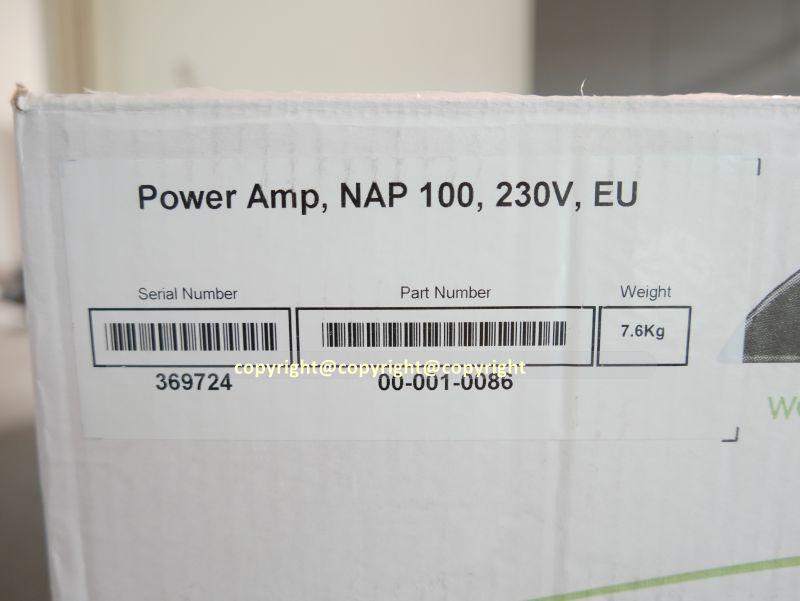 Power Amp, NAP 100, 230V, EU
Serial Number Part Number Weight
7.6Kg
copyright@copyright@copyright@copyright
369724 00-001-0086